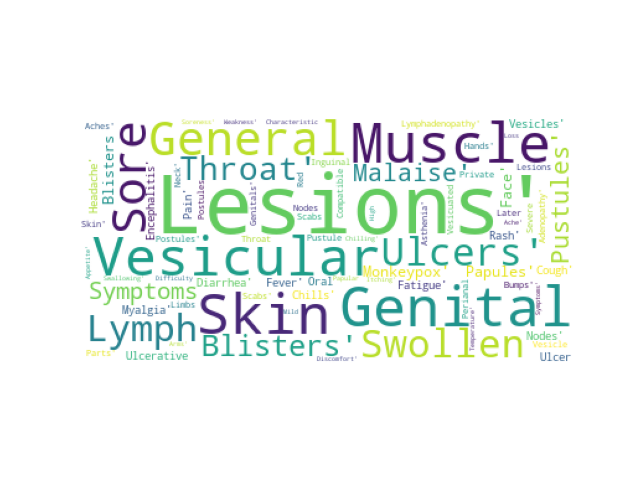 Aches'
Soreness'
Weakness'
Characteristic
Lymphadenopathy'
Vesicles'
Loss
Sore
General
Muscle
Hands'
Headache'
Blisters
Encephalitis'
Throat'
Inguinal
Malaise'
Private
Lesions
Neck'
Pain'
Postules
Genitals'
Red
Compatible
Vesicuated
Face
Severe
Adenopathy'
Pustules'
Lesions'
Nodes
Scabs
High
Asthenia'
Later
Ache'
Skin'
Rash'
Postules'
Throat
Pustule
Chilling'
Vesicular
Ulcers'
Appetite'
Swallowing'
Difficulty
Monkeypox
Papules'
Cough'
Symptoms
Diarrhea'
Fever'
Oral
Popular
Itching
Fatigue'
Perianal
Bumps'
Symptoms'
Limbs
Scabs'
Chills'
Myalgia'
Skin
Mild
Genital
Temperature'
Lymph
Arms'
Nodes'
Parts
Ulcerative
Blisters'
Swollen
Vesicle'
Ulcer
Discomfort'